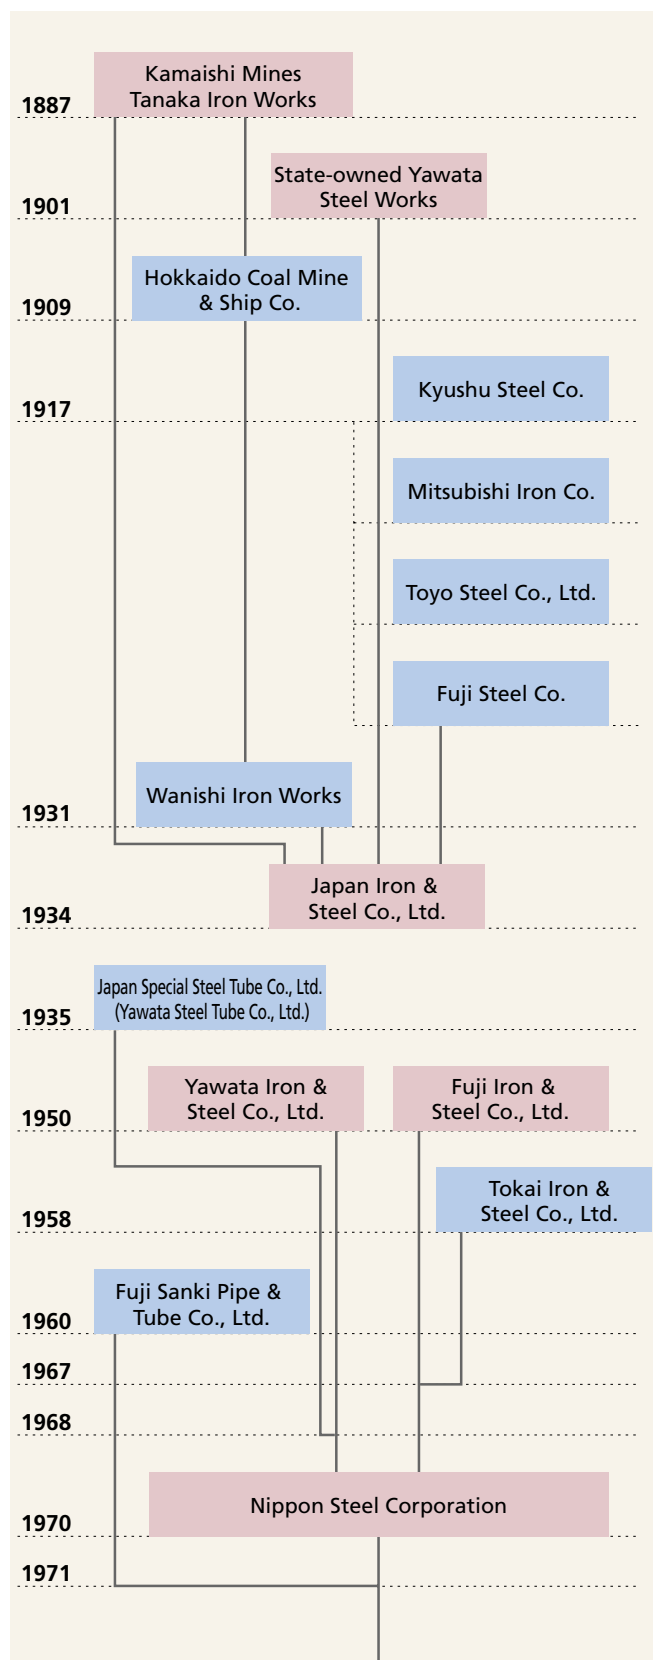 Kamaishi Mines
Tanaka Iron Works
1887
State-owned Yawata
Steel Works
1901
Hokkaido Coal Mine
& Ship Co.
1909
Kyushu Steel Co.
1917
Mitsubishi Iron Co.
Toyo Steel Co., Ltd.
Fuji Steel Co.
Wanishi Iron Works
1931
Japan Iron &
Steel Co., Ltd.
1934
Japan Special Steel Tube Co., Ltd.
(Yawata Steel Tube Co., Ltd.)
1935
Yawata Iron &
Steel Co., Ltd.
Fuji Iron &
Steel Co., Ltd.
1950
Tokai Iron &
Steel Co., Ltd.
1958
Fuji Sanki Pipe &
Tube Co., Ltd.
1960
1967
1968
Nippon Steel Corporation
1970
1971